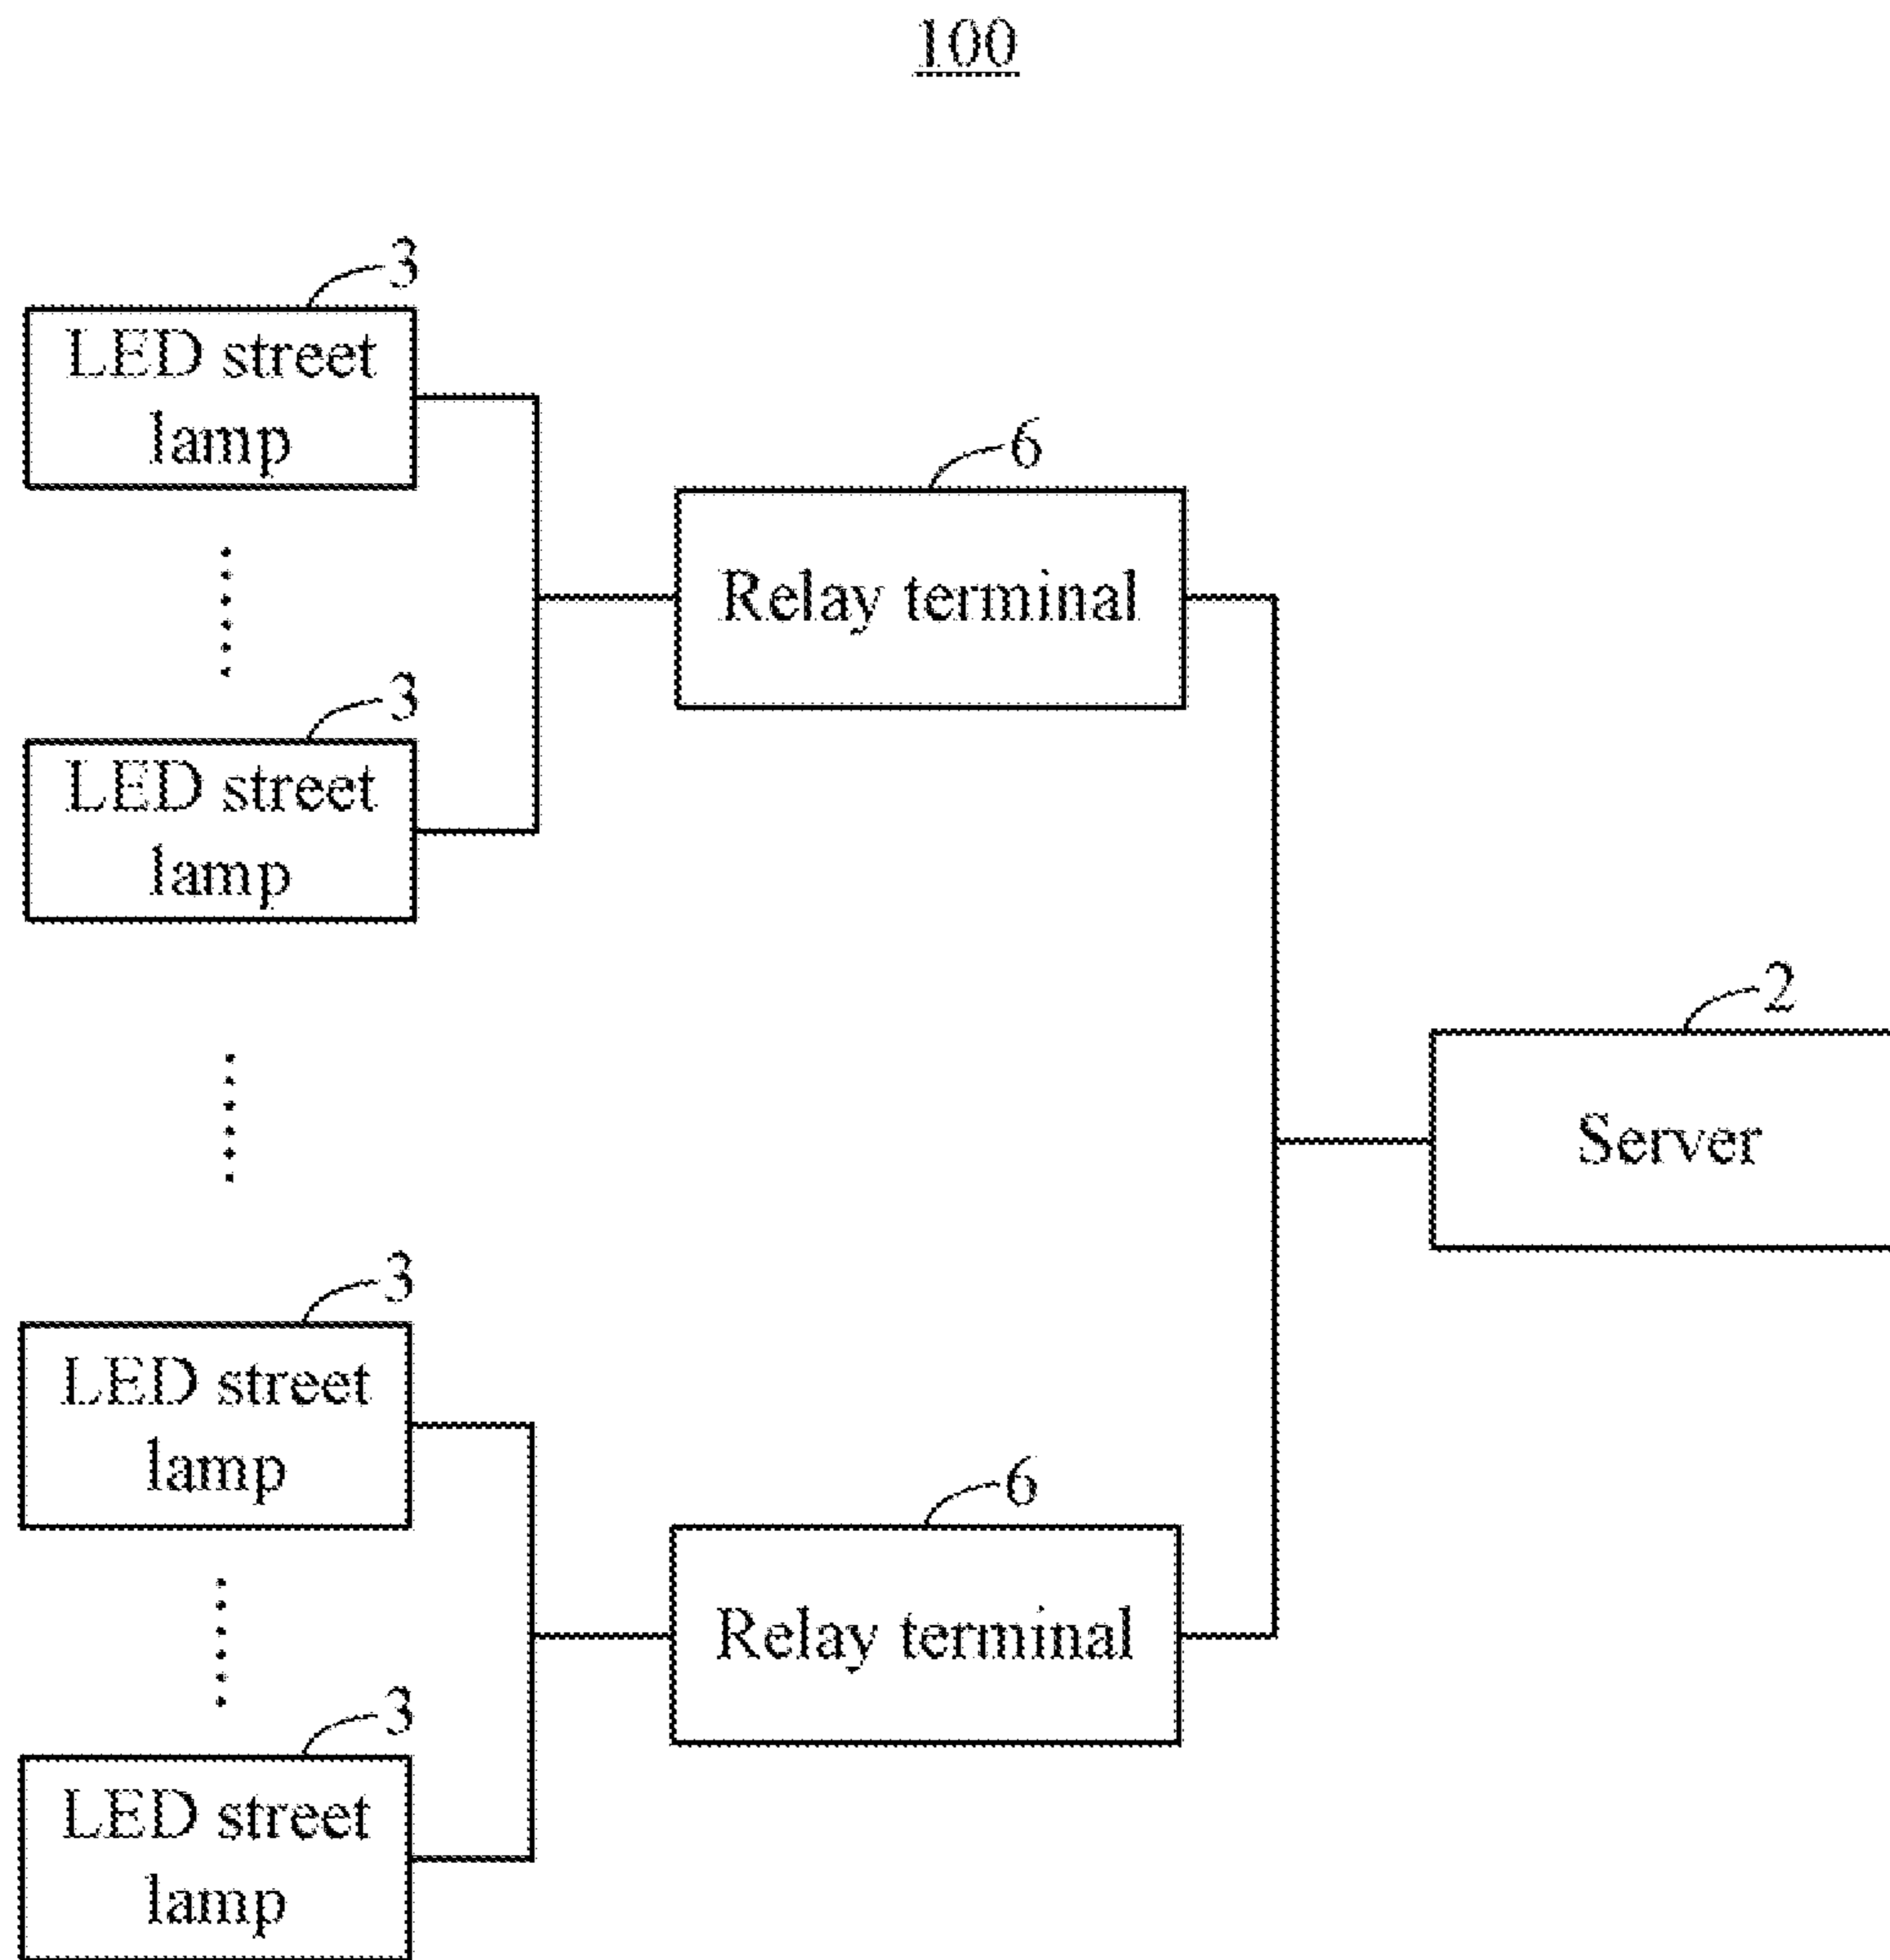 100
3
LED street
lamp
6
Relay terminal
3
LED street
lamp
2
Server
3
LED street
lamp
6
Relay terminal
3
LED street
lamp